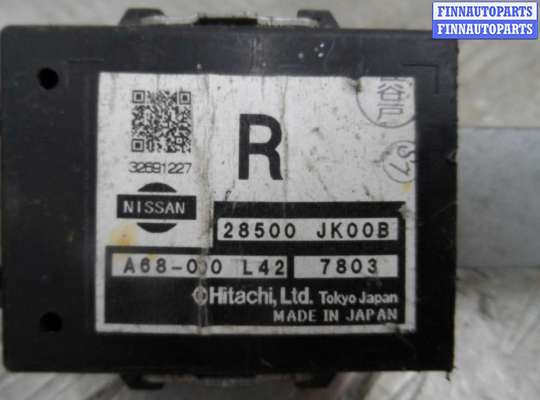 FINNAUTOPARTS
FINNAUTOPARTS
R
32691227
NISSAN
28500 JK00B
A68-000 L42 7803
©Hitachi, Ltd. Tokyo Japan
MADE IN JAPAN